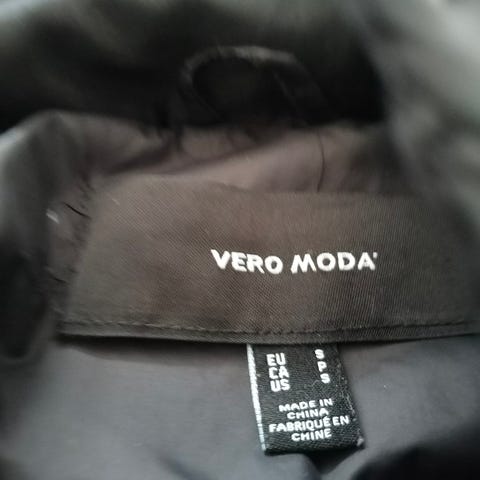 VERO MODA
EU S
CA P
US S
MADE IN
CHINA
FABRIQUÉ EN
CHINE